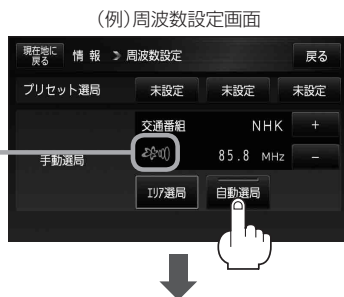 (例)周波数設定画面
現在地に戻る 情報 周波数設定 戻る
プリセット選局 未設定 未設定 未設定
交通番組 NHK +
手動選局 85.8 MHz −
エリア選局 自動選局